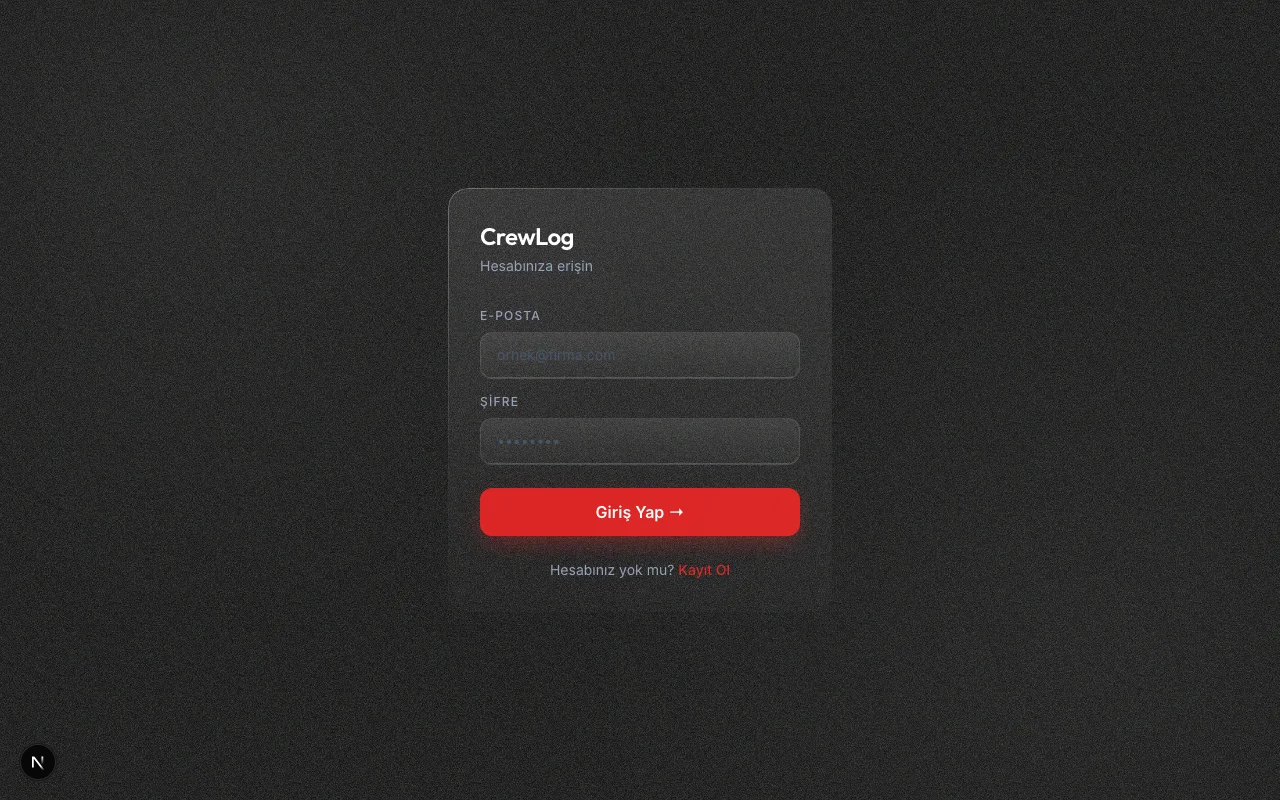 CrewLog
Hesabınıza erişin
E-POSTA
ornek@firma.com
ŞİFRE
••••••••
Giriş Yap →
Hesabınız yok mu? Kayıt Ol
N